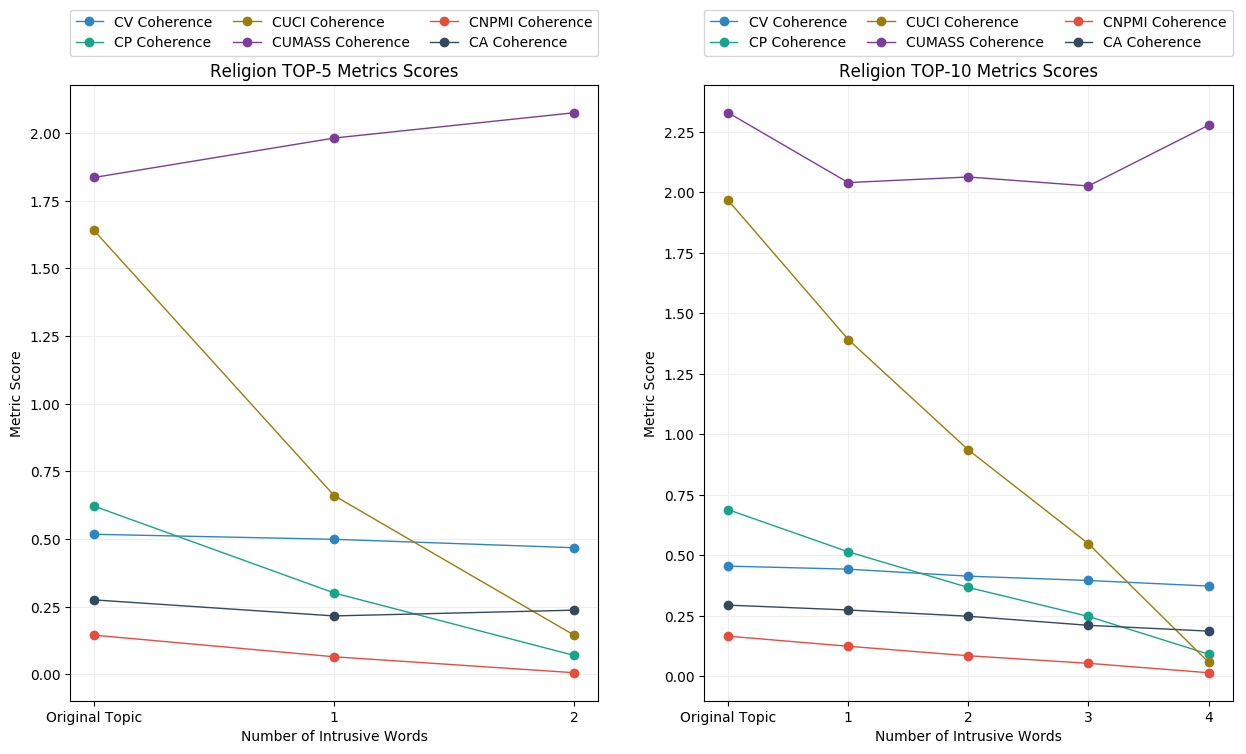 CV Coherence CUCI Coherence CNPMI Coherence
CP Coherence CUMASS Coherence CA Coherence
Religion TOP-5 Metrics Scores
2.00
1.75
1.50
1.25
1.00
0.75
0.50
0.25
0.00
Metric Score
Original Topic 1 2
Number of Intrusive Words
CV Coherence CUCI Coherence CNPMI Coherence
CP Coherence CUMASS Coherence CA Coherence
Religion TOP-10 Metrics Scores
2.25
2.00
1.75
1.50
1.25
1.00
0.75
0.50
0.25
0.00
Metric Score
Original Topic 1 2 3 4
Number of Intrusive Words